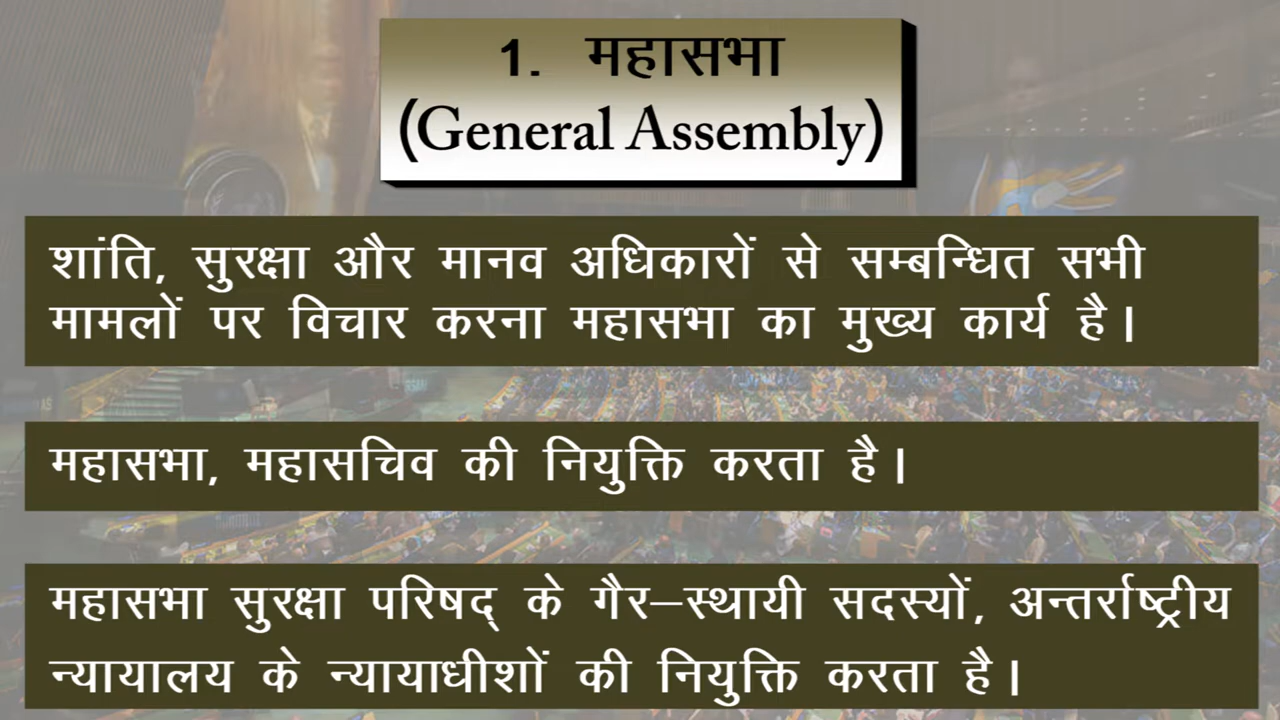 1. महासभा
(General Assembly)
शांति, सुरक्षा और मानव अधिकारों से सम्बन्धित सभी
मामलों पर विचार करना महासभा का मुख्य कार्य है।
महासभा, महासचिव की नियुक्ति करता है।
महासभा सुरक्षा परिषद् के गैर–स्थायी सदस्यों, अन्तर्राष्ट्रीय
न्यायालय के न्यायाधीशों की नियुक्ति करता है।